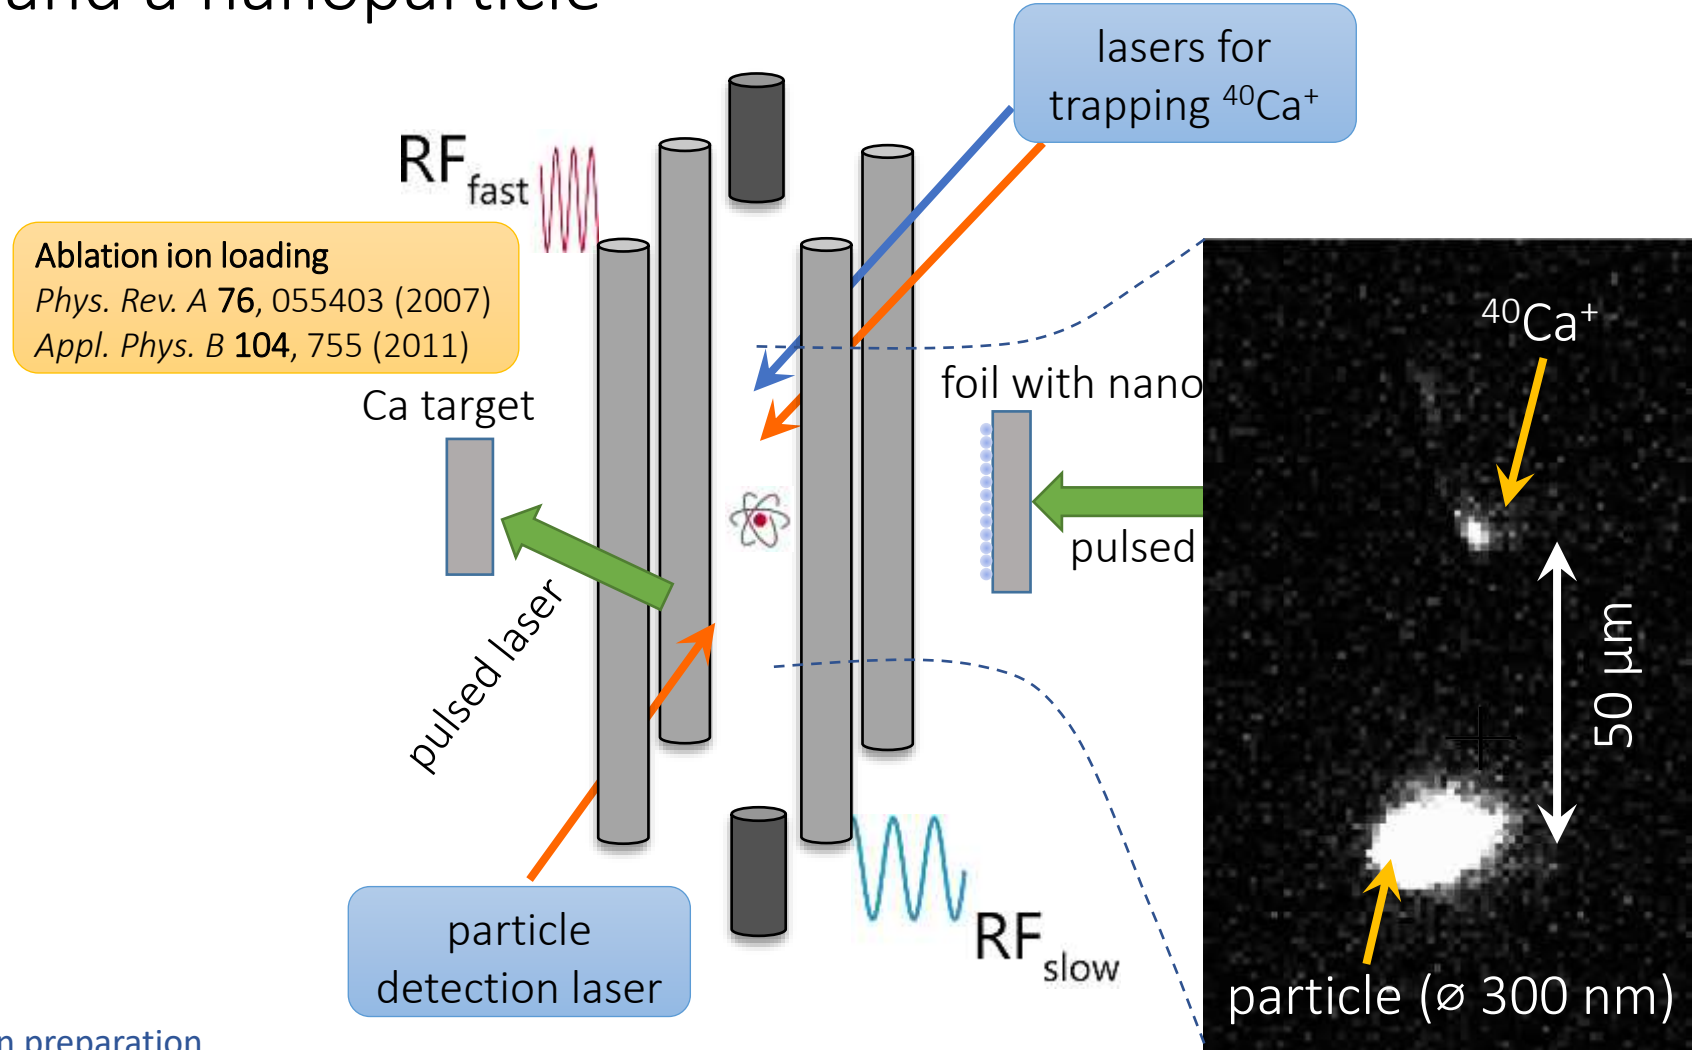 and a nanoparticle
lasers for
trapping ⁴⁰Ca⁺
RF fast
Ablation ion loading
Phys. Rev. A 76, 055403 (2007)
Appl. Phys. B 104, 755 (2011)
Ca target
foil with nano
⁴⁰Ca⁺
pulsed
pulsed laser
50 µm
particle
detection laser
RF slow
particle (⌀ 300 nm)
n preparation